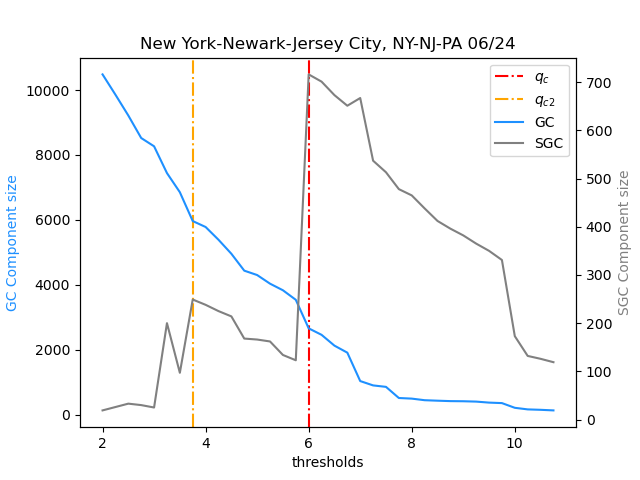 New York-Newark-Jersey City, NY-NJ-PA 06/24
GC Component size
10000
8000
6000
4000
2000
0
700
600
500
400
300
200
100
0
SGC Component size
q_c
q_c2
GC
SGC
2 4 6 8 10
thresholds